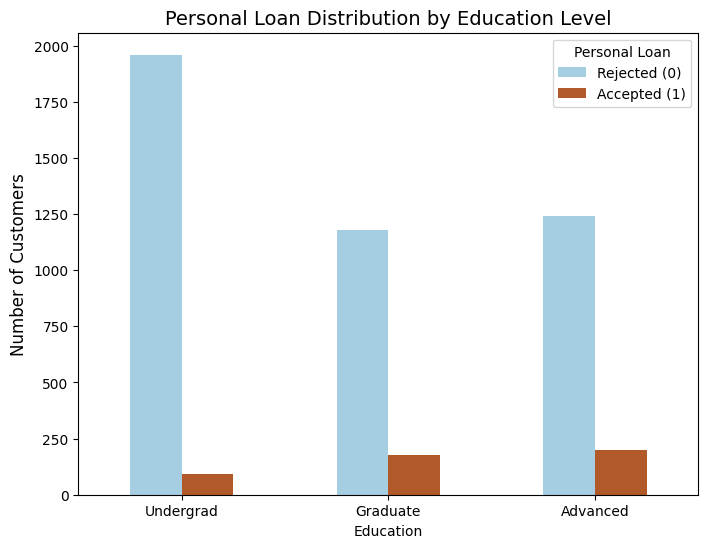 Personal Loan Distribution by Education Level
Number of Customers
2000
1750
1500
1250
1000
750
500
250
0
Personal Loan
Rejected (0)
Accepted (1)
Undergrad
Graduate
Advanced
Education